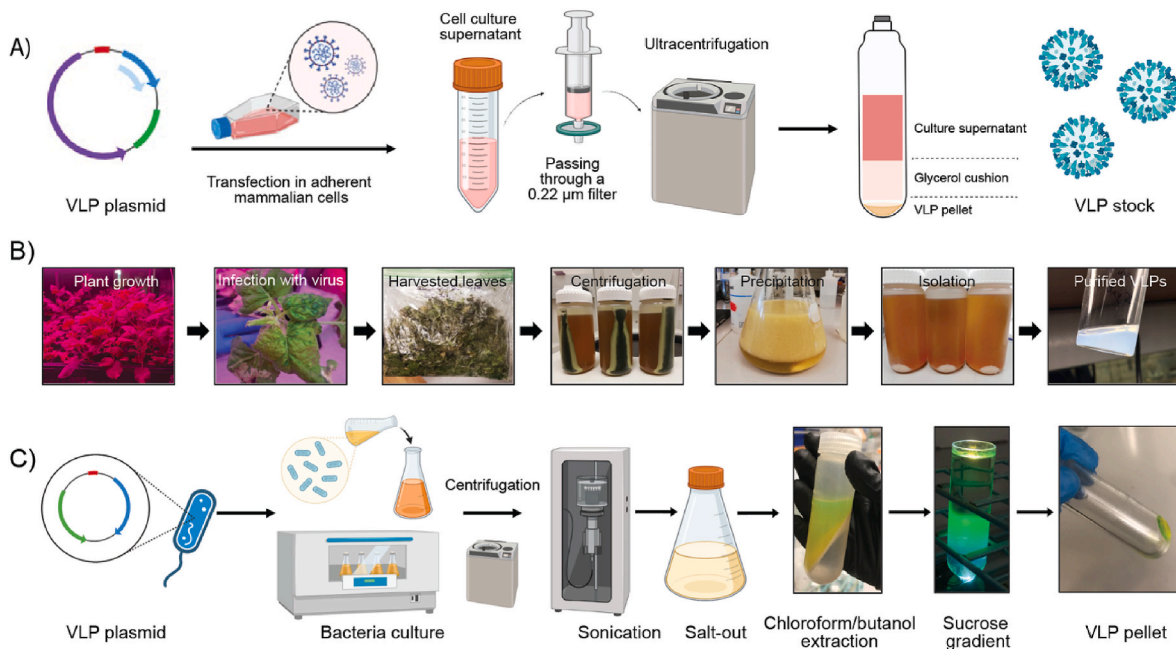 A)
VLP plasmid
Transfection in adherent
mammalian cells
Cell culture
supernatant
Passing
through a
0.22 µm filter
Ultracentrifugation
Culture supernatant
Glycerol cushion
VLP pellet
VLP stock
B)
Plant growth
Infection with virus
Harvested leaves
Centrifugation
Precipitation
Isolation
Purified VLPs
C)
VLP plasmid
Bacteria culture
Centrifugation
Sonication
Salt-out
Chloroform/butanol
extraction
Sucrose
gradient
VLP pellet